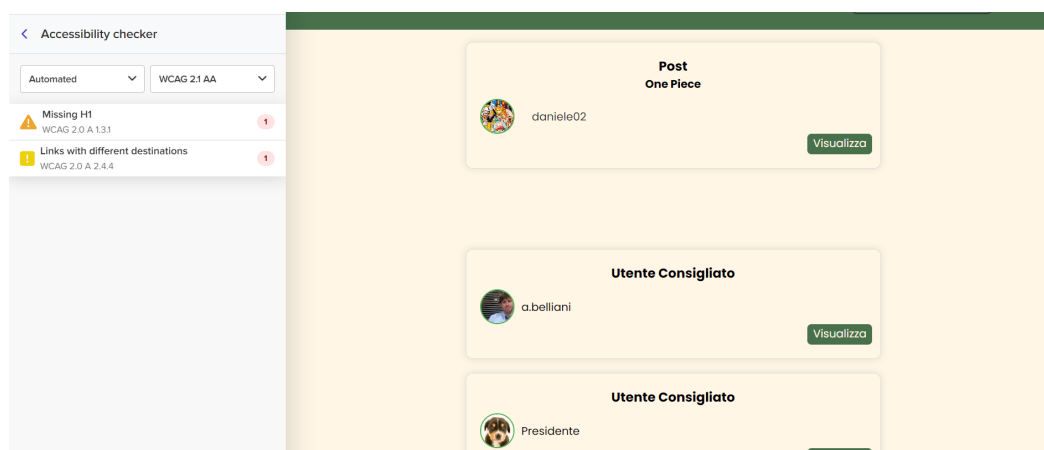 Accessibility checker
Automated
WCAG 2.1 AA
Missing H1
WCAG 2.0 A 1.3.1
1
Links with different destinations
WCAG 2.0 A 2.4.4
1
Post
One Piece
daniele02
Visualizza
Utente Consigliato
a.belliani
Visualizza
Utente Consigliato
Presidente